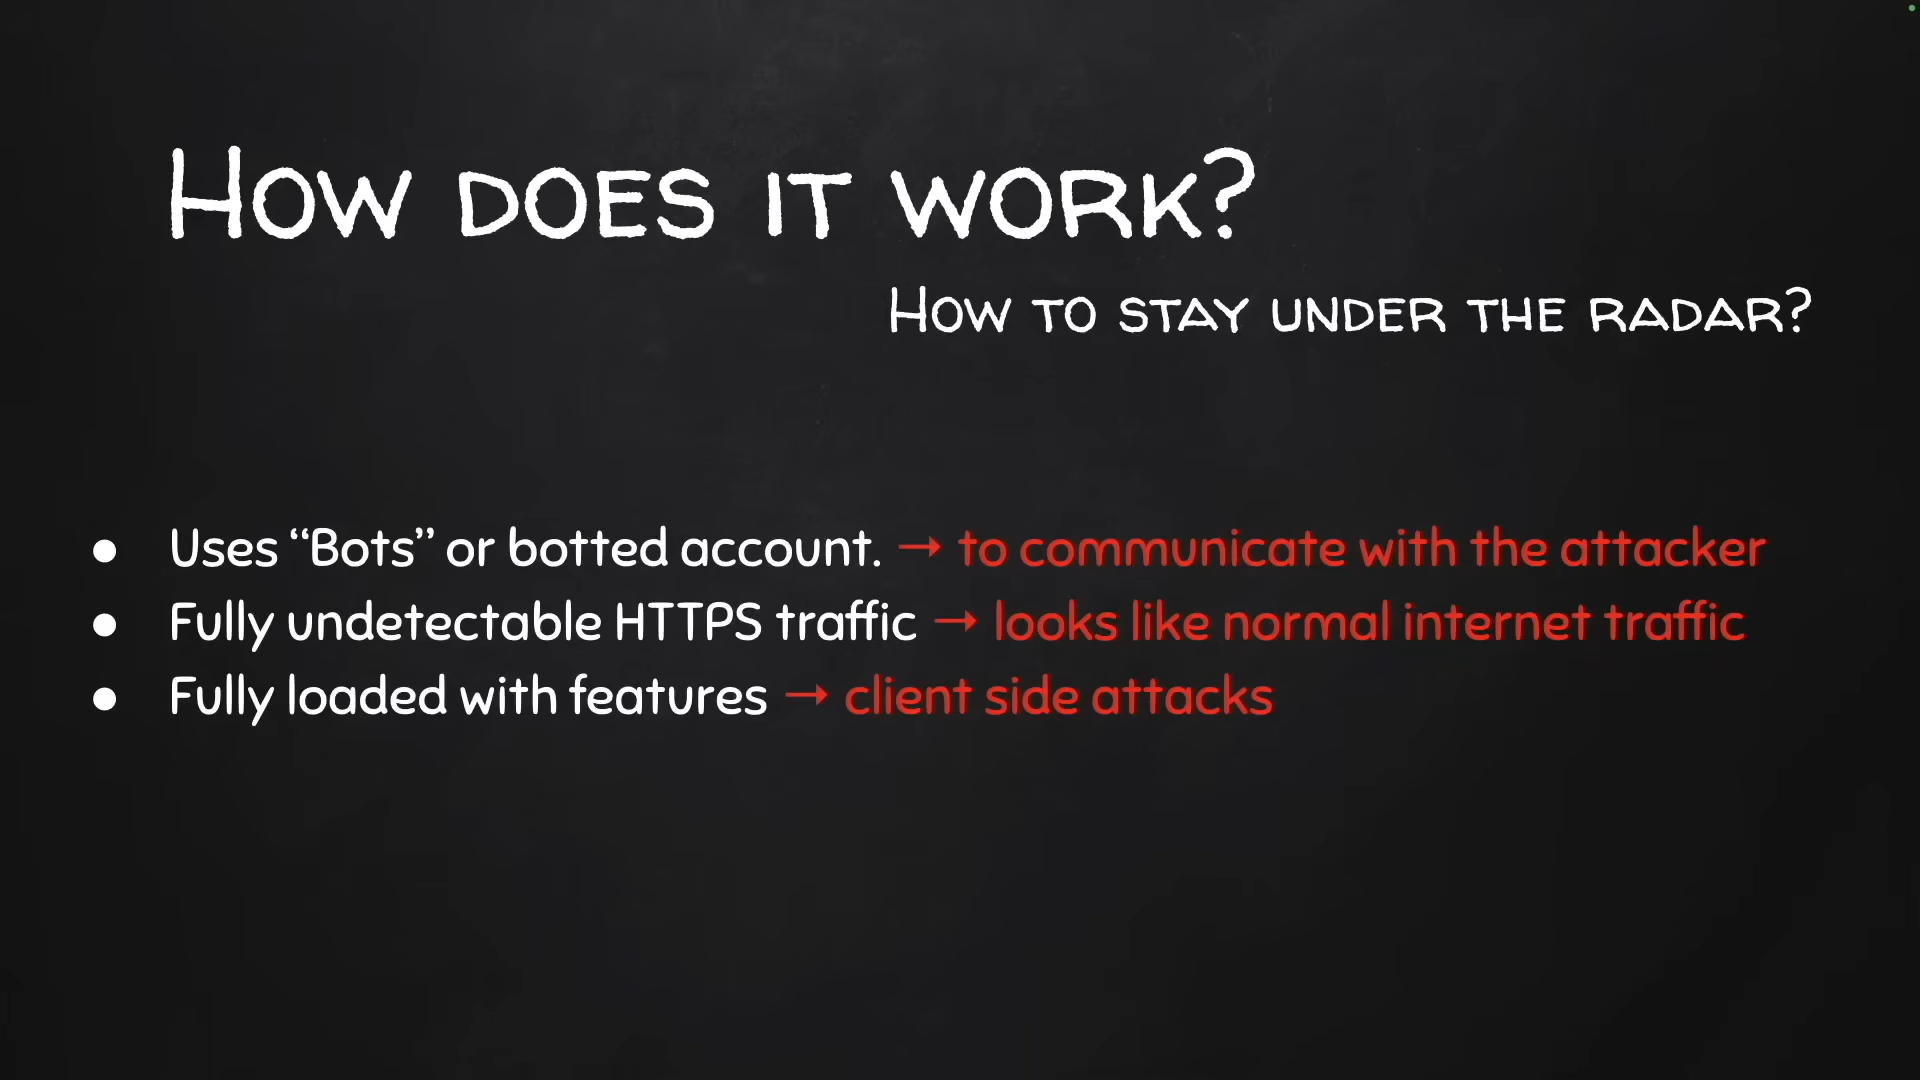 How does it work?
How to stay under the radar?
● Uses “Bots” or botted account. → to communicate with the attacker
● Fully undetectable HTTPS traffic → looks like normal internet traffic
● Fully loaded with features → client side attacks